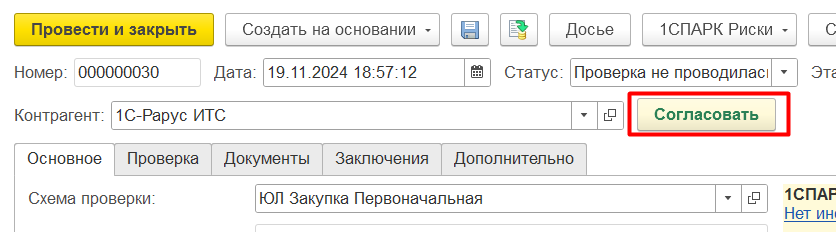 Провести и закрыть Создать на основании Досье 1СПАРК Риски
Номер: 000000030 Дата: 19.11.2024 18:57:12 Статус: Проверка не проводилас Эта
Контрагент: 1С-Рарус ИТС Согласовать
Основное Проверка Документы Заключения Дополнительно
Схема проверки: ЮЛ Закупка Первоначальная 1СПАР
Нет ин